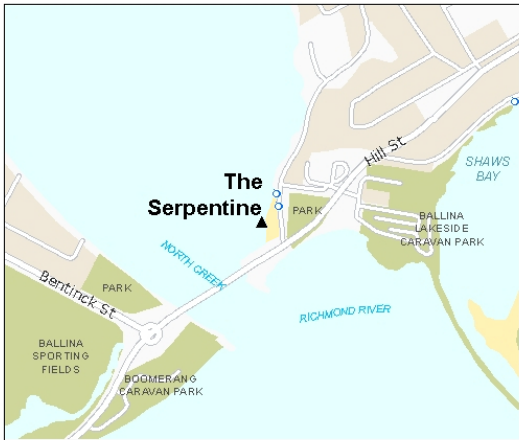 Hill St
SHAWS
BAY
The
Serpentine
PARK
BALLINA
LAKESIDE
CARAVAN PARK
NORTH CREEK
PARK
Bentinck St
RICHMOND RIVER
BALLINA
SPORTING
FIELDS
BOOMERANG
CARAVAN PARK